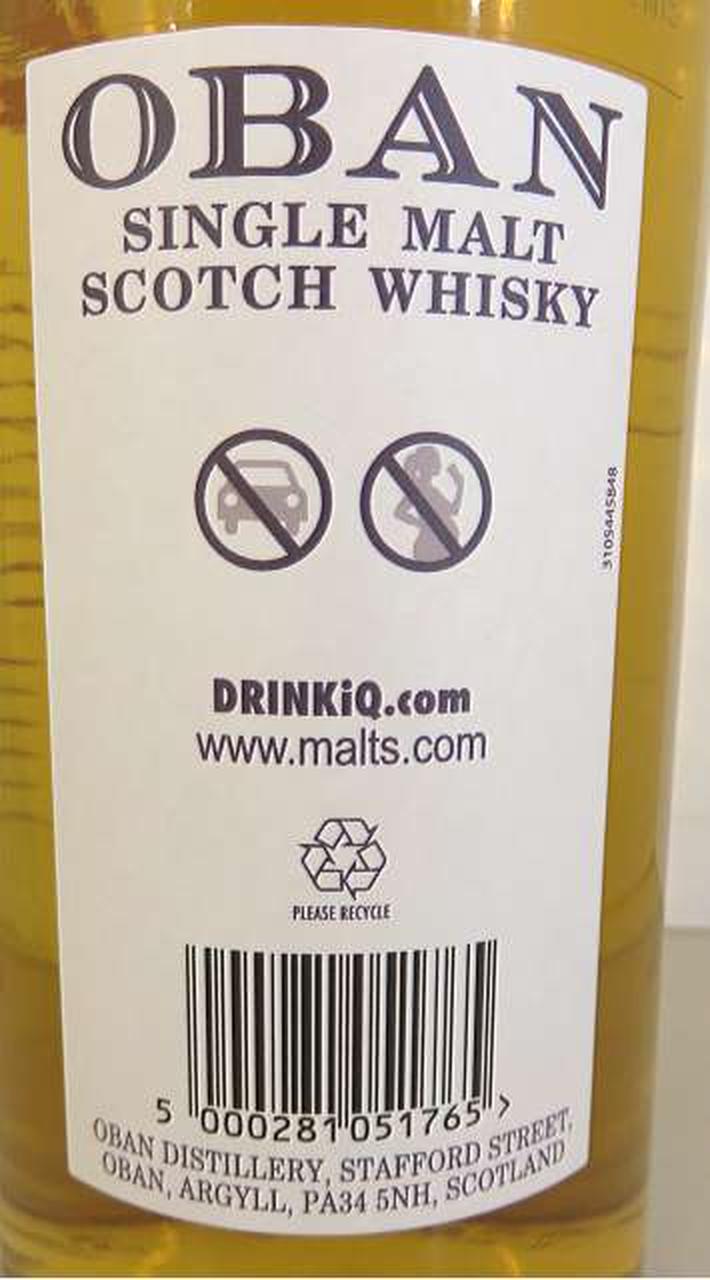 OBAN
SINGLE MALT
SCOTCH WHISKY
3105445848
DRINKiQ.com
www.malts.com
PLEASE RECYCLE
5 000281 051765 >
OBAN DISTILLERY, STAFFORD STREET,
OBAN, ARGYLL, PA34 5NH, SCOTLAND